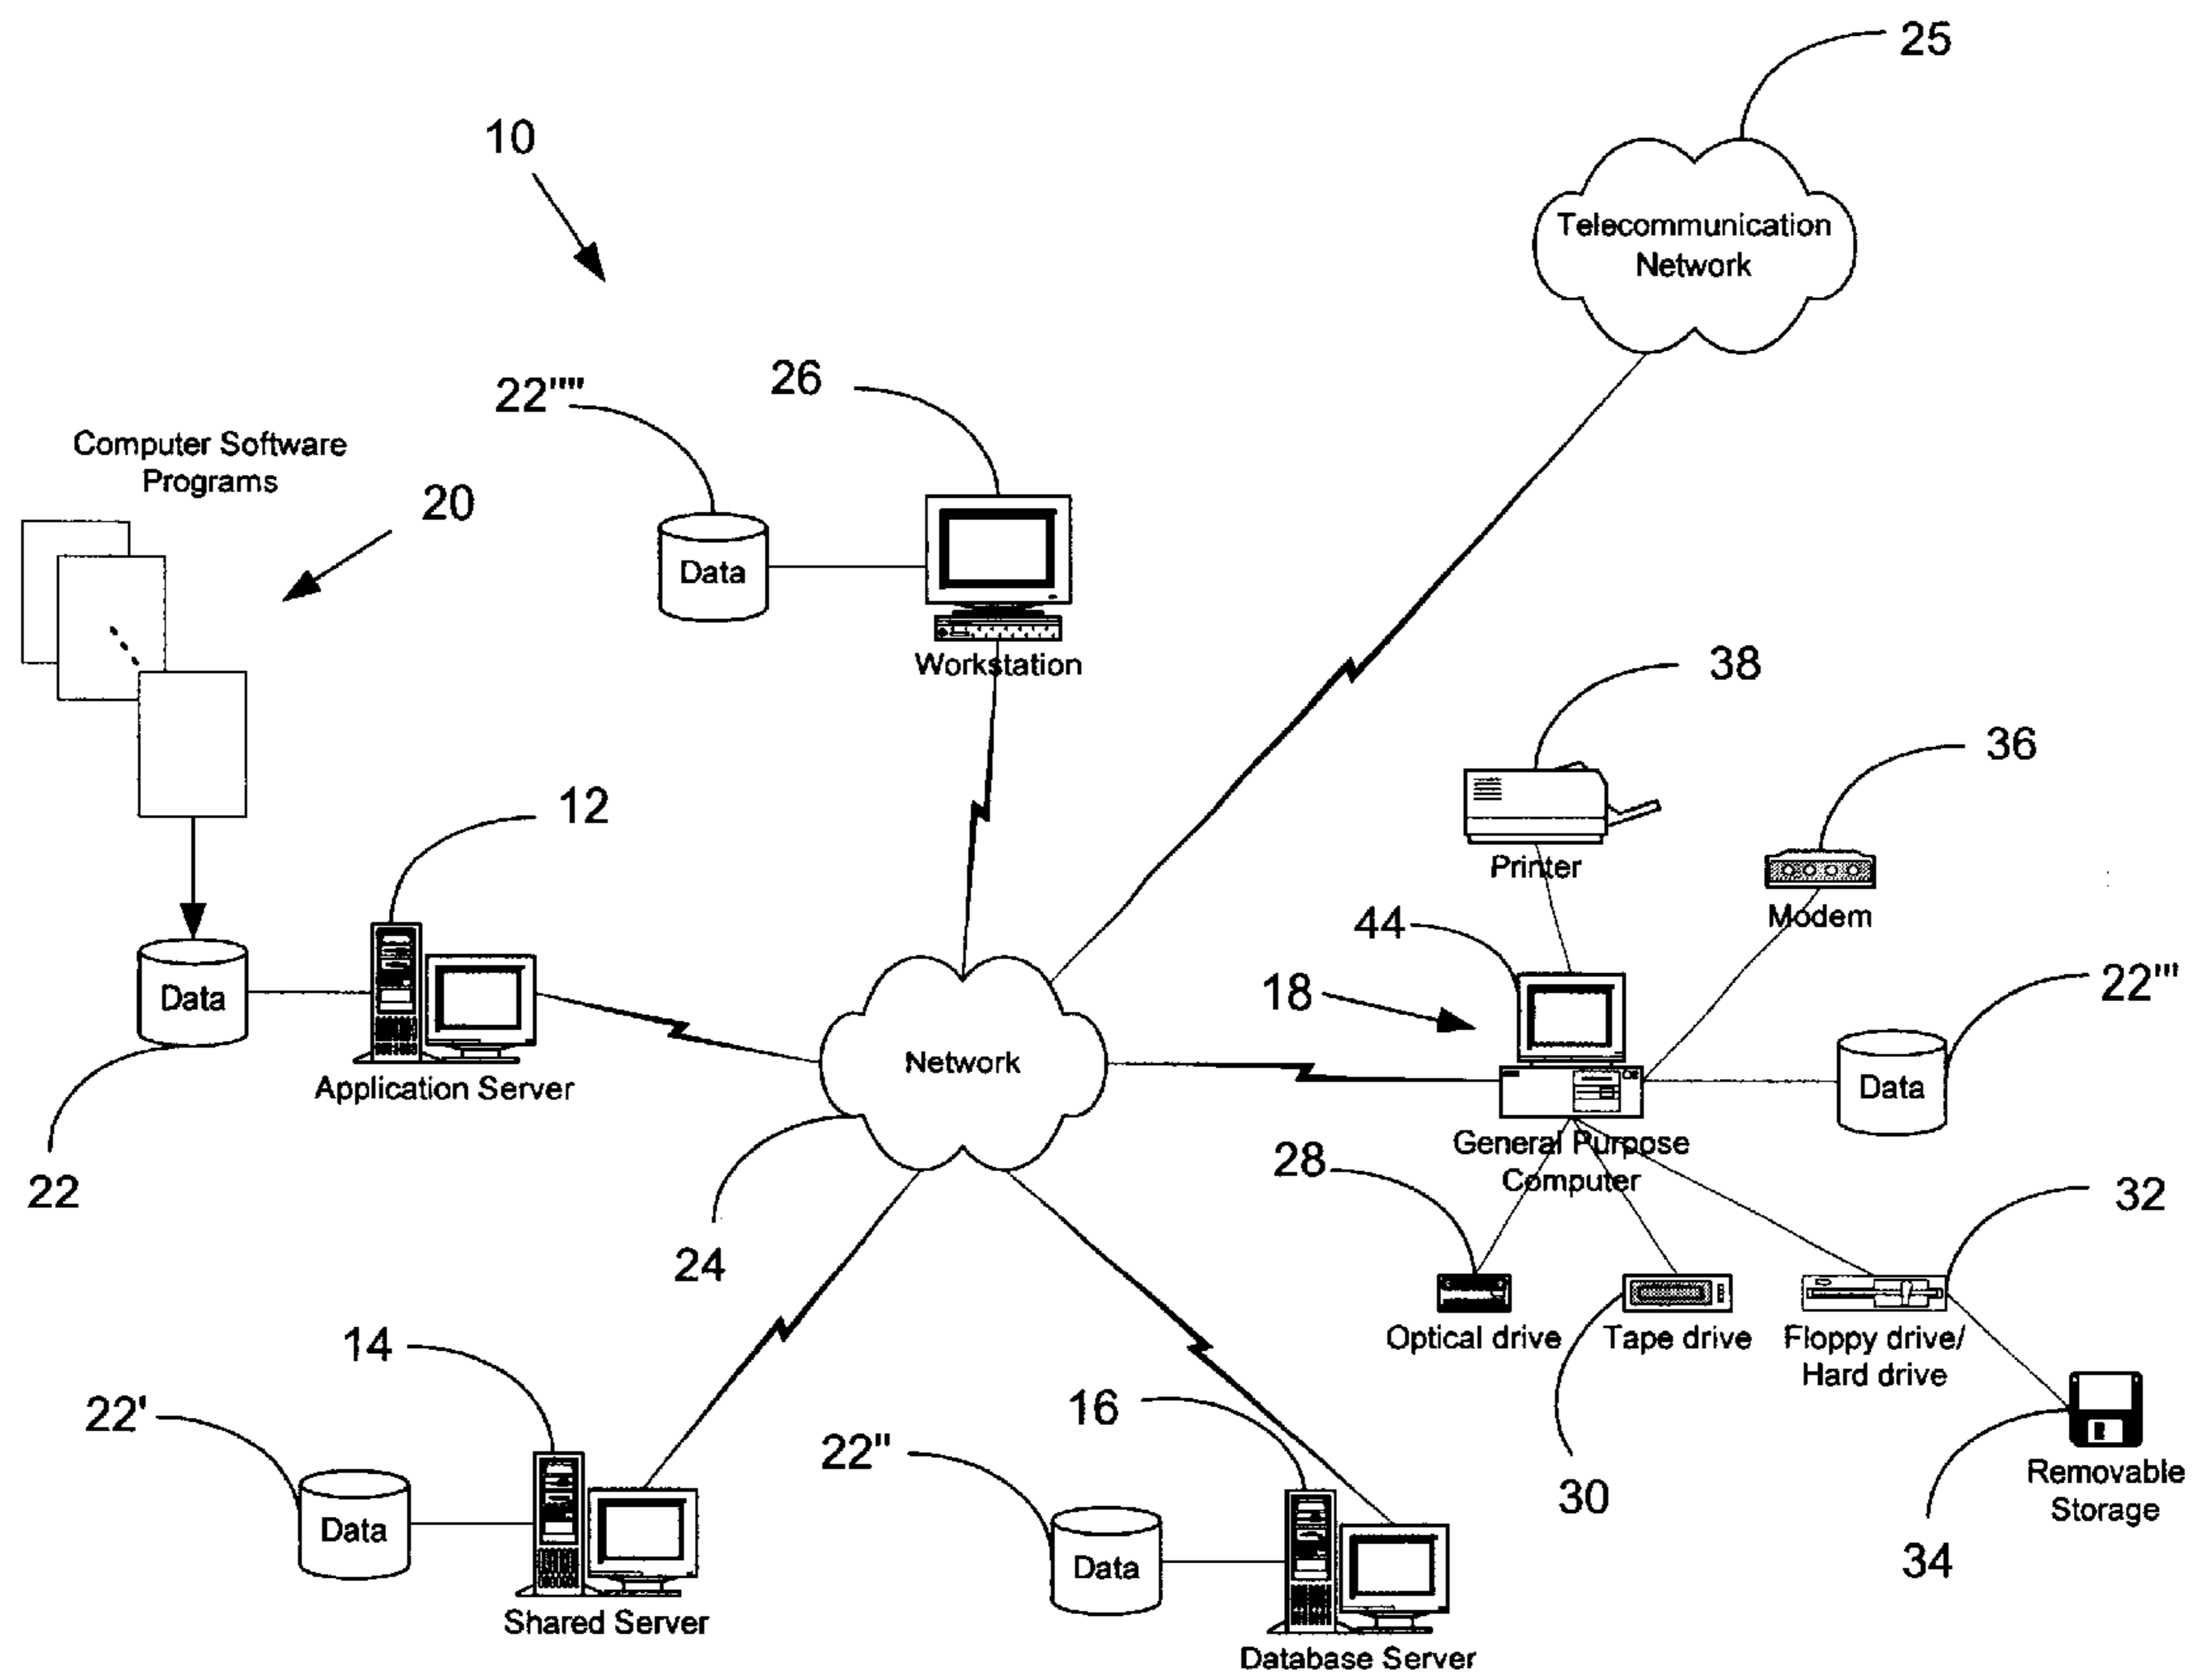 25
10
Telecommunication
Network
22''''
26
Computer Software
Programs
20
Data
Workstation
38
36
12
Printer
Modem
44
18
22'''
Data
Network
Data
Application Server
General Purpose
Computer
28
22
24
32
Optical drive
Tape drive
Floppy drive/
Hard drive
14
22'
16
22''
30
Removable
Storage
34
Data
Data
Shared Server
Database Server